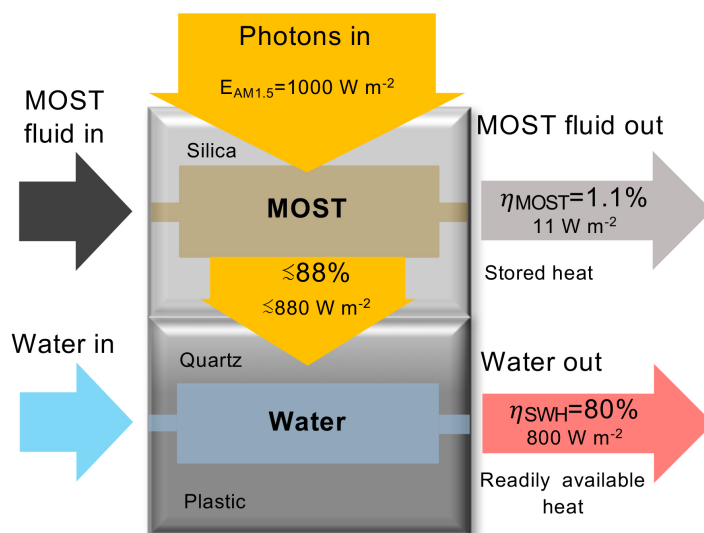 Photons in
E_AM1.5=1000 W m⁻²
MOST
fluid in
MOST fluid out
Silica
MOST
ηMOST=1.1%
11 W m⁻²
≲88%
Stored heat
≲880 W m⁻²
Water in
Quartz
Water out
Water
ηSWH=80%
800 W m⁻²
Readily available
heat
Plastic